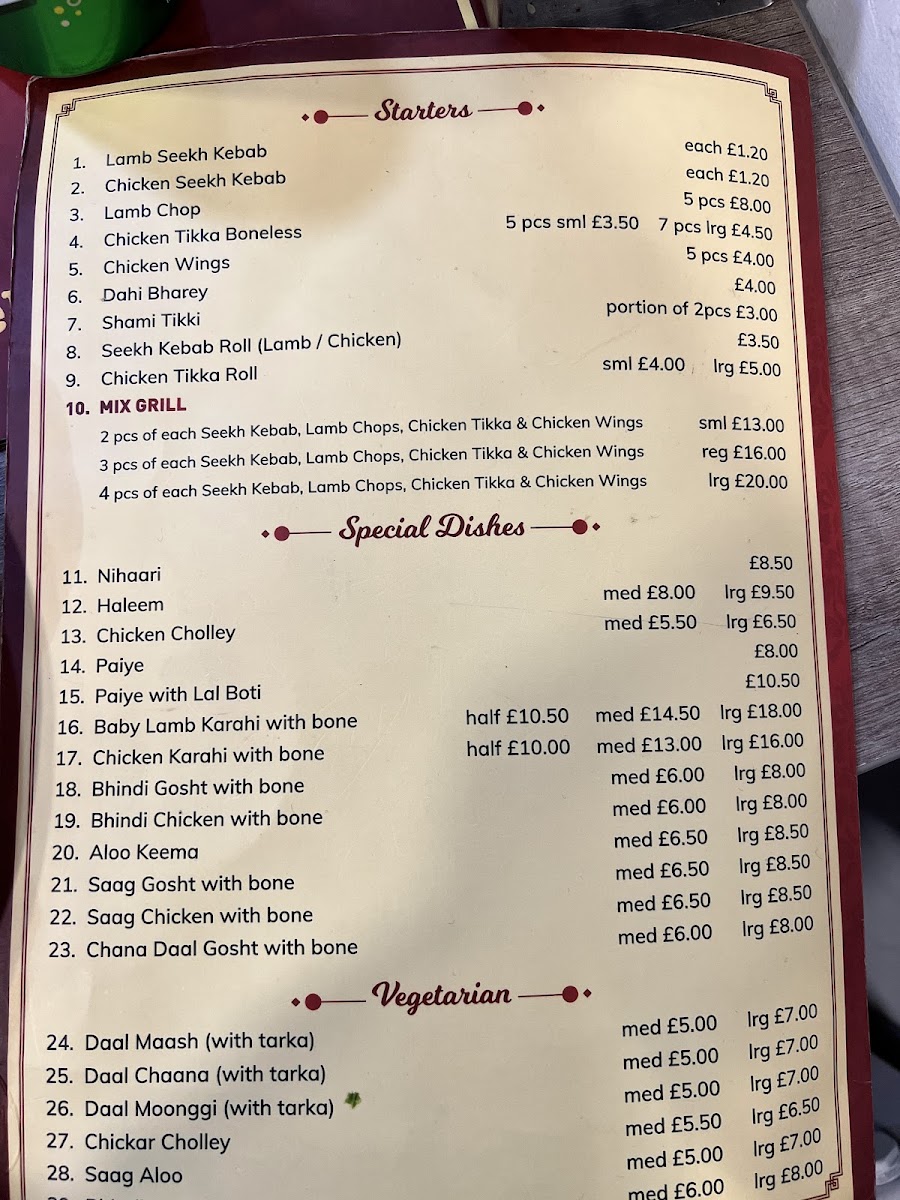 Starters
1. Lamb Seekh Kebab each £1.20
2. Chicken Seekh Kebab each £1.20
3. Lamb Chop 5 pcs £8.00
4. Chicken Tikka Boneless 5 pcs sml £3.50 7 pcs lrg £4.50
5. Chicken Wings 5 pcs £4.00
6. Dahi Bharey £4.00
7. Shami Tikki portion of 2pcs £3.00
8. Seekh Kebab Roll (Lamb / Chicken) £3.50
9. Chicken Tikka Roll sml £4.00 lrg £5.00
10. MIX GRILL
2 pcs of each Seekh Kebab, Lamb Chops, Chicken Tikka & Chicken Wings sml £13.00
3 pcs of each Seekh Kebab, Lamb Chops, Chicken Tikka & Chicken Wings reg £16.00
4 pcs of each Seekh Kebab, Lamb Chops, Chicken Tikka & Chicken Wings lrg £20.00
Special Dishes
11. Nihaari £8.50
12. Haleem med £8.00 lrg £9.50
13. Chicken Cholley med £5.50 lrg £6.50
14. Paiye £8.00
15. Paiye with Lal Boti £10.50
16. Baby Lamb Karahi with bone half £10.50 med £14.50 lrg £18.00
17. Chicken Karahi with bone half £10.00 med £13.00 lrg £16.00
18. Bhindi Gosht with bone med £6.00 lrg £8.00
19. Bhindi Chicken with bone med £6.00 lrg £8.00
20. Aloo Keema med £6.50 lrg £8.50
21. Saag Gosht with bone med £6.50 lrg £8.50
22. Saag Chicken with bone med £6.50 lrg £8.50
23. Chana Daal Gosht with bone med £6.00 lrg £8.00
Vegetarian
24. Daal Maash (with tarka) med £5.00 lrg £7.00
25. Daal Chaana (with tarka) med £5.00 lrg £7.00
26. Daal Moonggi (with tarka) med £5.00 lrg £7.00
27. Chickar Cholley med £5.50 lrg £6.50
28. Saag Aloo med £5.00 lrg £7.00
med £6.00 lrg £8.00